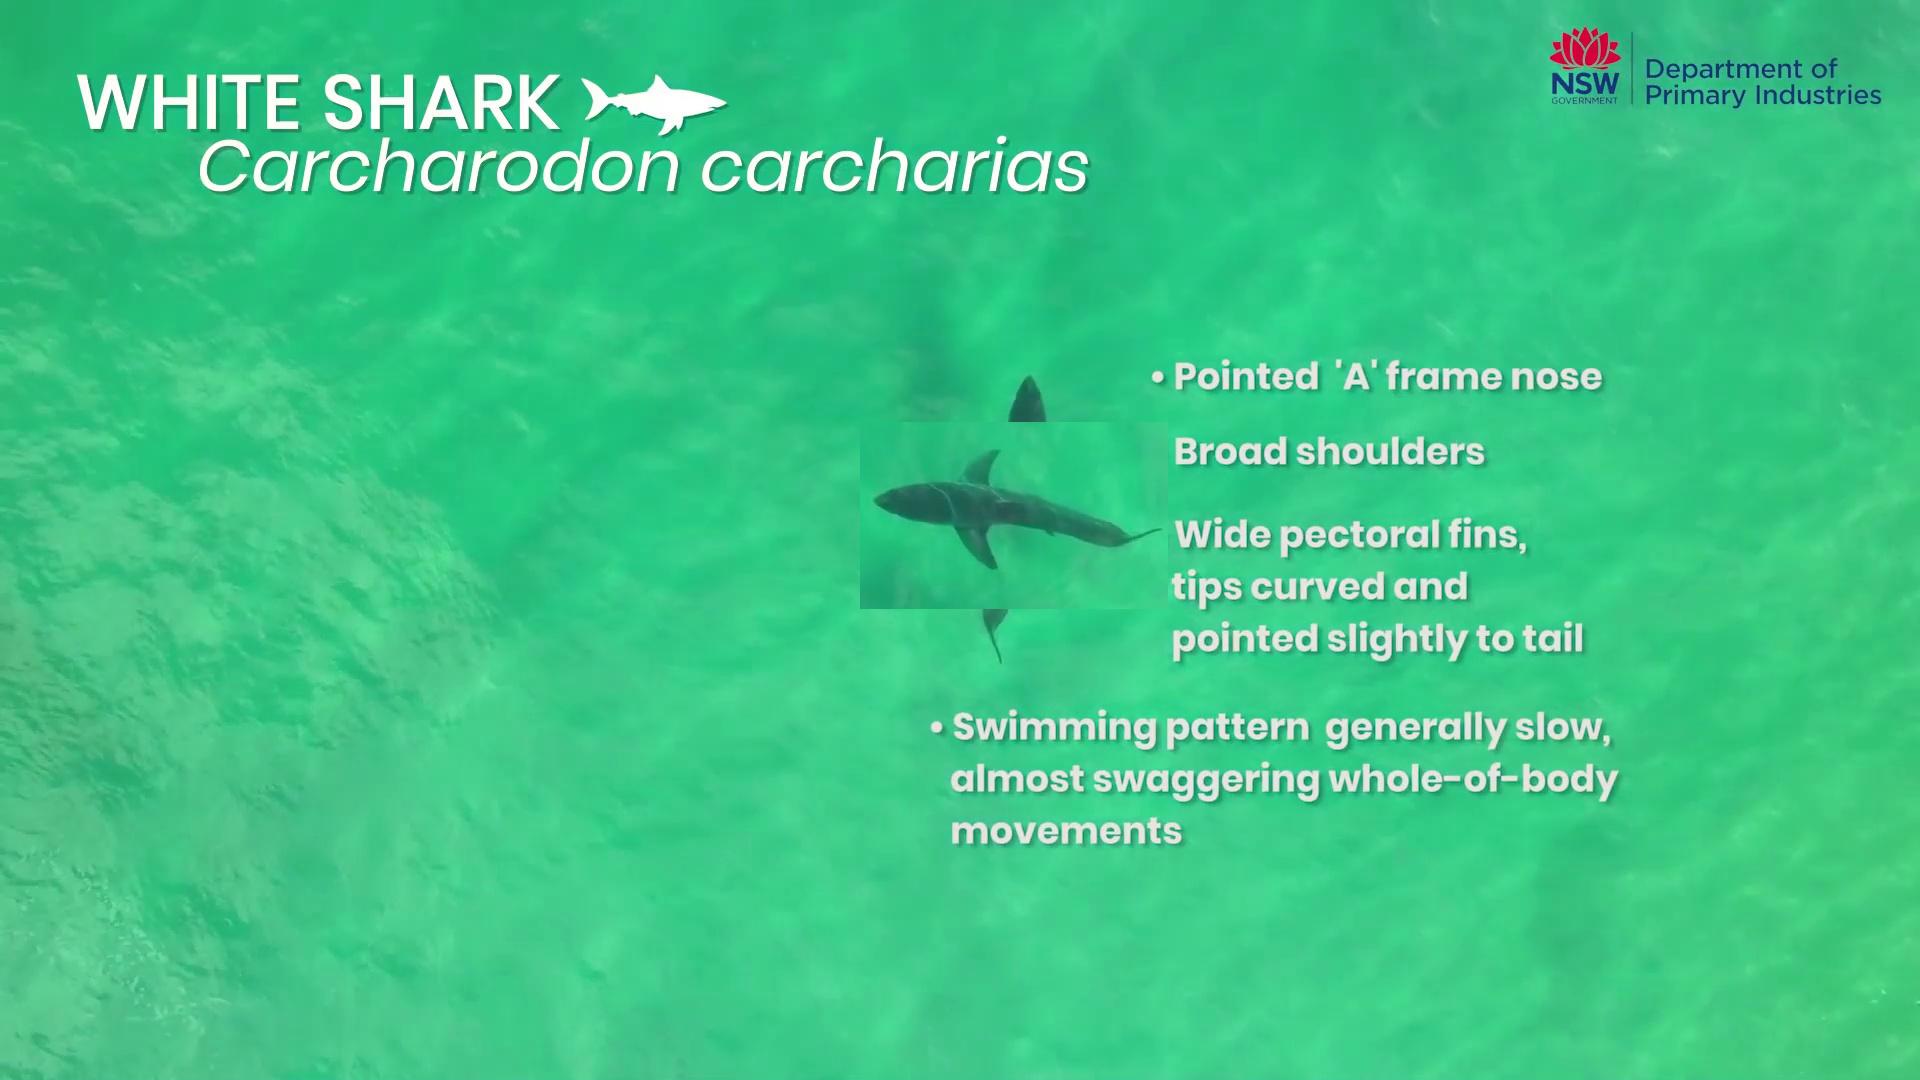 WHITE SHARK
Carcharodon carcharias
NSW
GOVERNMENT
Department of
Primary Industries
• Pointed 'A' frame nose
Broad shoulders
Wide pectoral fins,
tips curved and
pointed slightly to tail
• Swimming pattern generally slow,
almost swaggering whole-of-body
movements